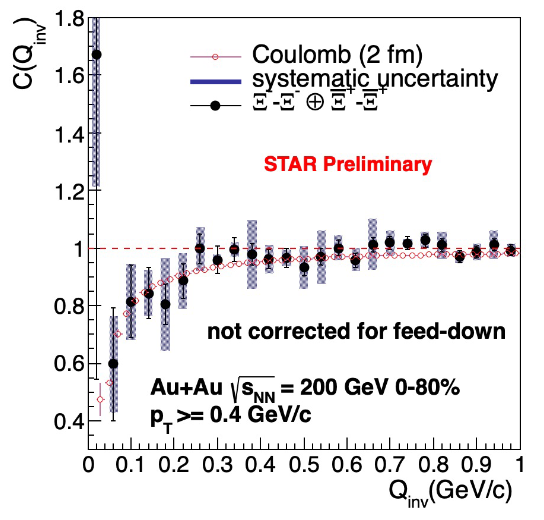 C(Q_inv)
1.8
1.6
1.4
1.2
1
0.8
0.6
0.4
Coulomb (2 fm)
systematic uncertainty
Ξ⁻-Ξ⁻ ⊕ Ξ̅⁺-Ξ̅⁺
STAR Preliminary
not corrected for feed-down
Au+Au √s_NN = 200 GeV 0-80%
p_T >= 0.4 GeV/c
0 0.1 0.2 0.3 0.4 0.5 0.6 0.7 0.8 0.9 1
Q_inv(GeV/c)